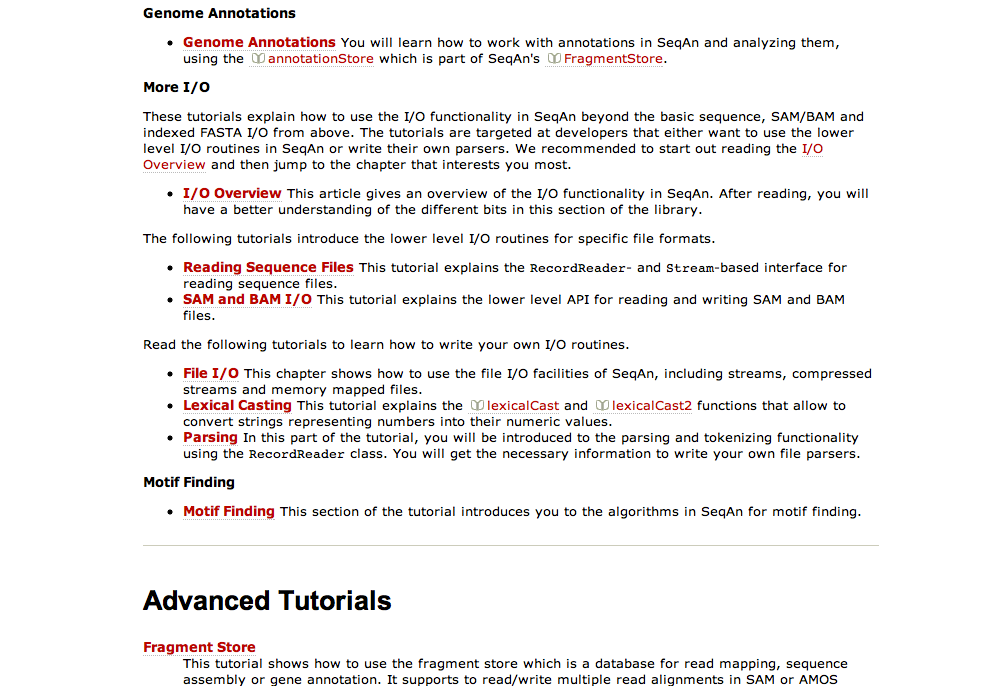 Genome Annotations
• Genome Annotations You will learn how to work with annotations in SeqAn and analyzing them,
using the annotationStore which is part of SeqAn's FragmentStore.
More I/O
These tutorials explain how to use the I/O functionality in SeqAn beyond the basic sequence, SAM/BAM and
indexed FASTA I/O from above. The tutorials are targeted at developers that either want to use the lower
level I/O routines in SeqAn or write their own parsers. We recommended to start out reading the I/O
Overview and then jump to the chapter that interests you most.
• I/O Overview This article gives an overview of the I/O functionality in SeqAn. After reading, you will
have a better understanding of the different bits in this section of the library.
The following tutorials introduce the lower level I/O routines for specific file formats.
• Reading Sequence Files This tutorial explains the RecordReader- and Stream-based interface for
reading sequence files.
• SAM and BAM I/O This tutorial explains the lower level API for reading and writing SAM and BAM
files.
Read the following tutorials to learn how to write your own I/O routines.
• File I/O This chapter shows how to use the file I/O facilities of SeqAn, including streams, compressed
streams and memory mapped files.
• Lexical Casting This tutorial explains the lexicalCast and lexicalCast2 functions that allow to
convert strings representing numbers into their numeric values.
• Parsing In this part of the tutorial, you will be introduced to the parsing and tokenizing functionality
using the RecordReader class. You will get the necessary information to write your own file parsers.
Motif Finding
• Motif Finding This section of the tutorial introduces you to the algorithms in SeqAn for motif finding.
Advanced Tutorials
Fragment Store
This tutorial shows how to use the fragment store which is a database for read mapping, sequence
assembly or gene annotation. It supports to read/write multiple read alignments in SAM or AMOS